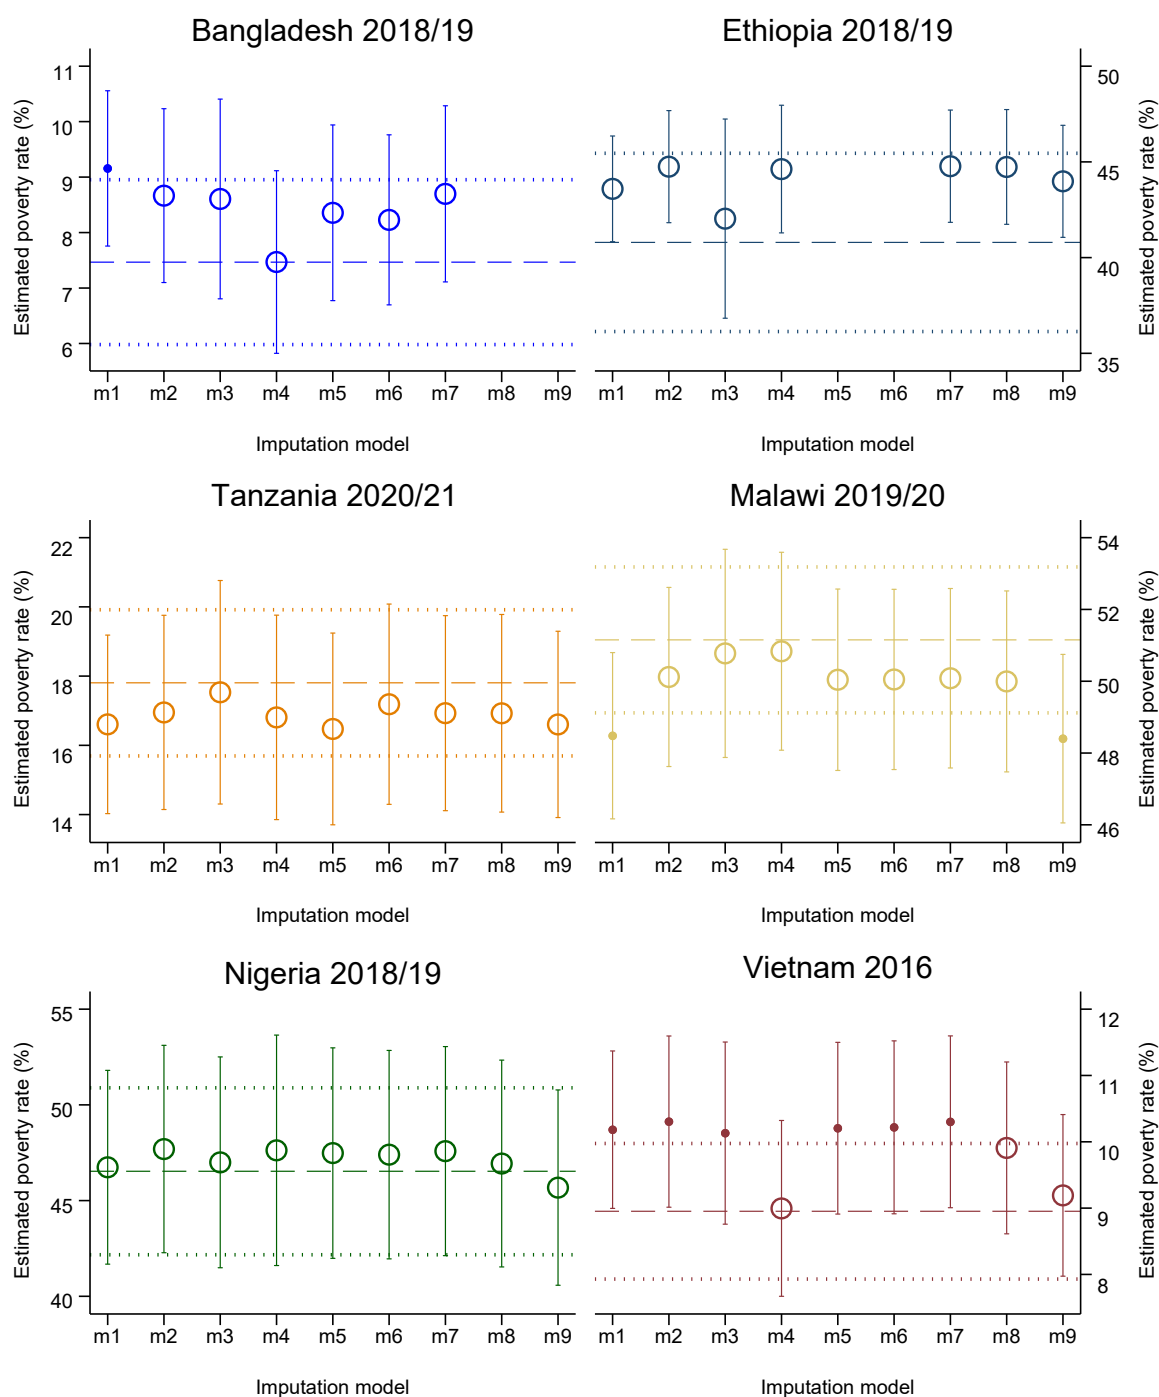 Bangladesh 2018/19
Ethiopia 2018/19
Estimated poverty rate (%)
11
10
9
8
7
6
50
45
40
35
Estimated poverty rate (%)
m1 m2 m3 m4 m5 m6 m7 m8 m9
m1 m2 m3 m4 m5 m6 m7 m8 m9
Imputation model
Imputation model
Tanzania 2020/21
Malawi 2019/20
Estimated poverty rate (%)
22
20
18
16
14
54
52
50
48
46
Estimated poverty rate (%)
m1 m2 m3 m4 m5 m6 m7 m8 m9
m1 m2 m3 m4 m5 m6 m7 m8 m9
Imputation model
Imputation model
Nigeria 2018/19
Vietnam 2016
Estimated poverty rate (%)
55
50
45
40
12
11
10
9
8
Estimated poverty rate (%)
m1 m2 m3 m4 m5 m6 m7 m8 m9
m1 m2 m3 m4 m5 m6 m7 m8 m9
Imputation model
Imputation model